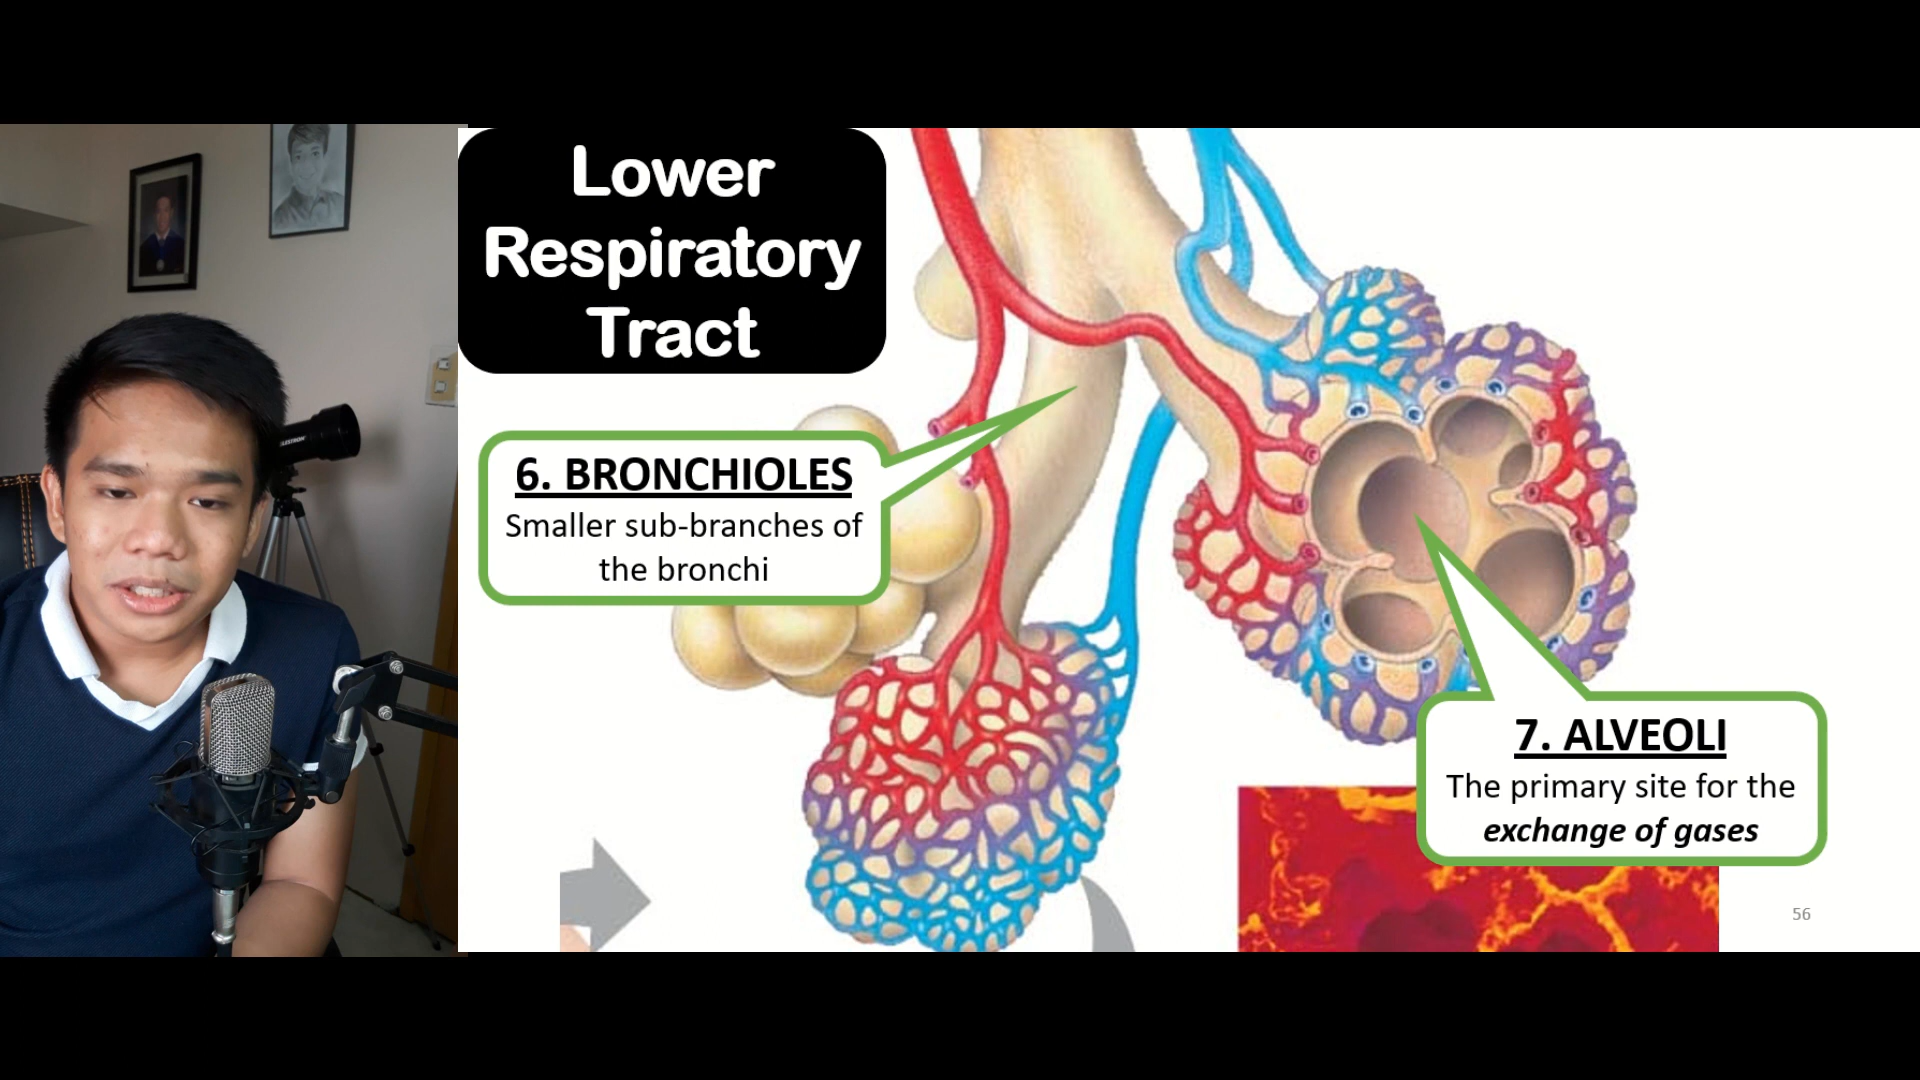 Lower
Respiratory
Tract
6. BRONCHIOLES
Smaller sub-branches of
the bronchi
7. ALVEOLI
The primary site for the
exchange of gases
56
CELESTRON